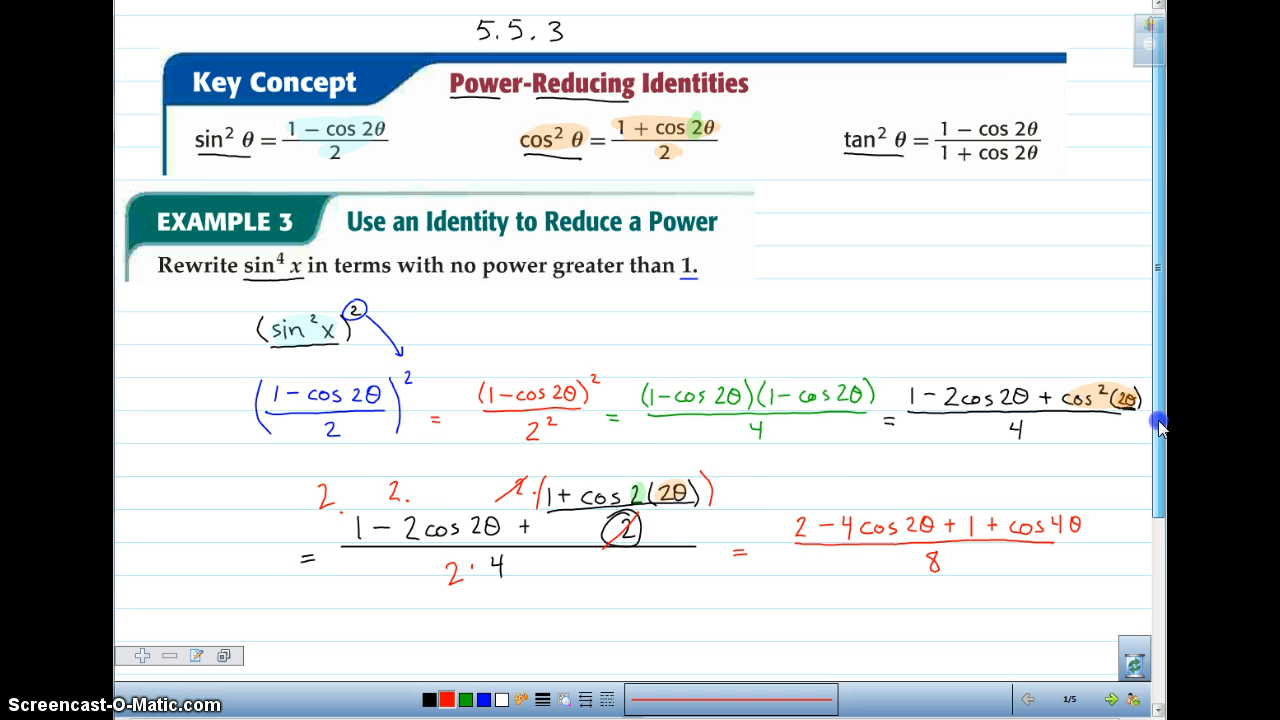 5.5.3
Key Concept Power-Reducing Identities
sin² θ = (1 − cos 2θ)/2 cos² θ = (1 + cos 2θ)/2 tan² θ = (1 − cos 2θ)/(1 + cos 2θ)
EXAMPLE 3 Use an Identity to Reduce a Power
Rewrite sin⁴ x in terms with no power greater than 1.
(sin²x)²
((1 − cos 2θ)/2)² = (1−cos 2θ)²/2² = (1−cos 2θ)(1−cos 2θ)/4 = (1 − 2cos 2θ + cos²(2θ))/4
2. 2. 2·(1 + cos 2(2θ))
= (1 − 2cos 2θ + 2)/(2·4) = (2 − 4cos 2θ + 1 + cos 4θ)/8
1/5
Screencast-O-Matic.com